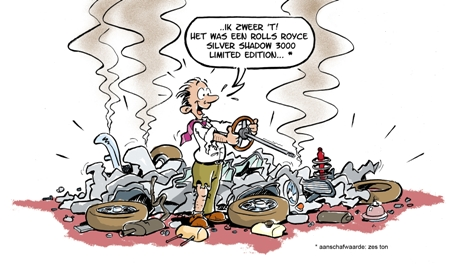 ..IK ZWEER 'T!
HET WAS EEN ROLLS ROYCE
SILVER SHADOW 3000
LIMITED EDITION... *
* aanschafwaarde: zes ton